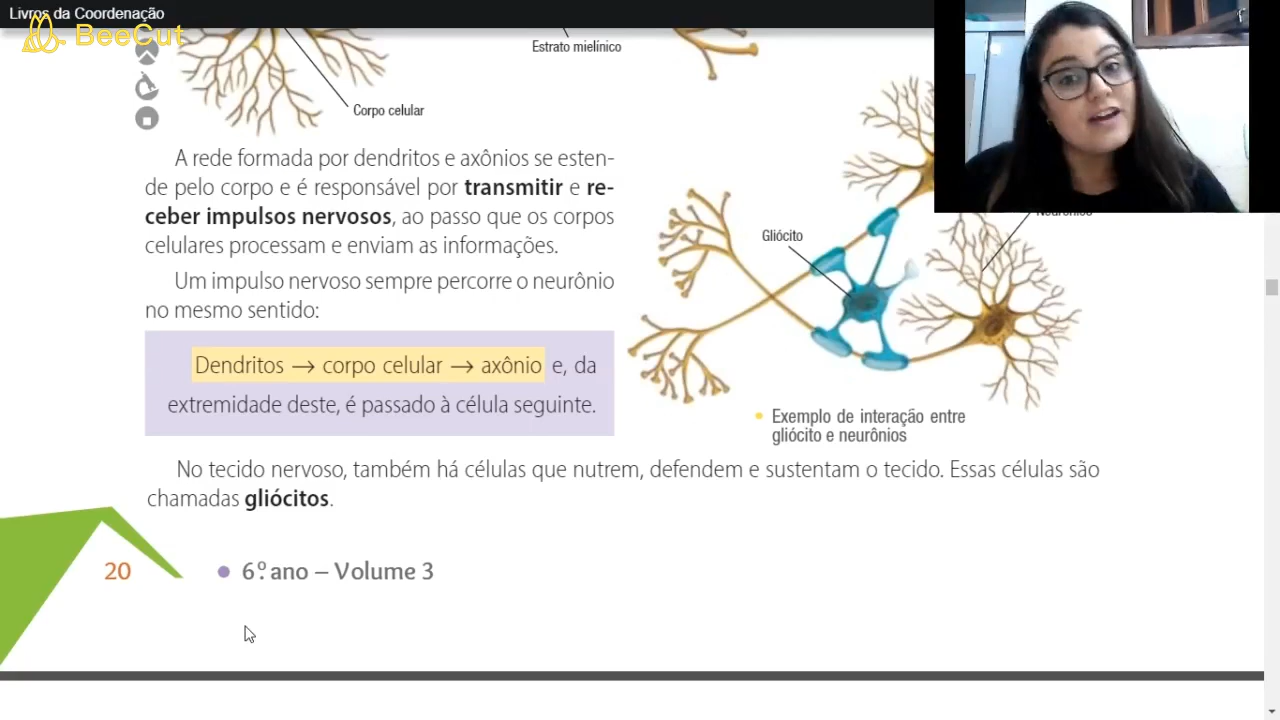 Livros da Coordenação
BeeCut
Estrato mielínico
Corpo celular
A rede formada por dendritos e axônios se esten-
de pelo corpo e é responsável por transmitir e re-
ceber impulsos nervosos, ao passo que os corpos
celulares processam e enviam as informações.
Um impulso nervoso sempre percorre o neurônio
no mesmo sentido:
Dendritos → corpo celular → axônio e, da
extremidade deste, é passado à célula seguinte.
Gliócito
Neurônios
Exemplo de interação entre
gliócito e neurônios
No tecido nervoso, também há células que nutrem, defendem e sustentam o tecido. Essas células são
chamadas gliócitos.
20
6º. ano – Volume 3